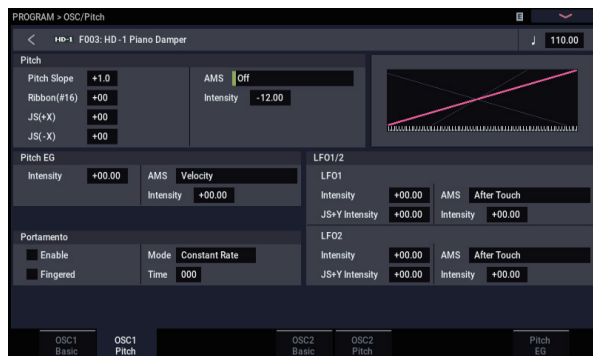 PROGRAM > OSC/Pitch E
< HD-1 F003: HD -1 Piano Damper ♩ 110.00
Pitch
Pitch Slope +1.0 AMS Off
Ribbon(#16) +00 Intensity -12.00
JS(+X) +00
JS(-X) +00
Pitch EG LFO1/2
Intensity +00.00 AMS Velocity LFO1
Intensity +00.00 Intensity +00.00 AMS After Touch
JS+Y Intensity +00.00 Intensity +00.00
Portamento LFO2
Enable Mode Constant Rate Intensity +00.00 AMS After Touch
Fingered Time 000 JS+Y Intensity +00.00 Intensity +00.00
OSC1 OSC1 OSC2 OSC2 Pitch
Basic Pitch Basic Pitch EG